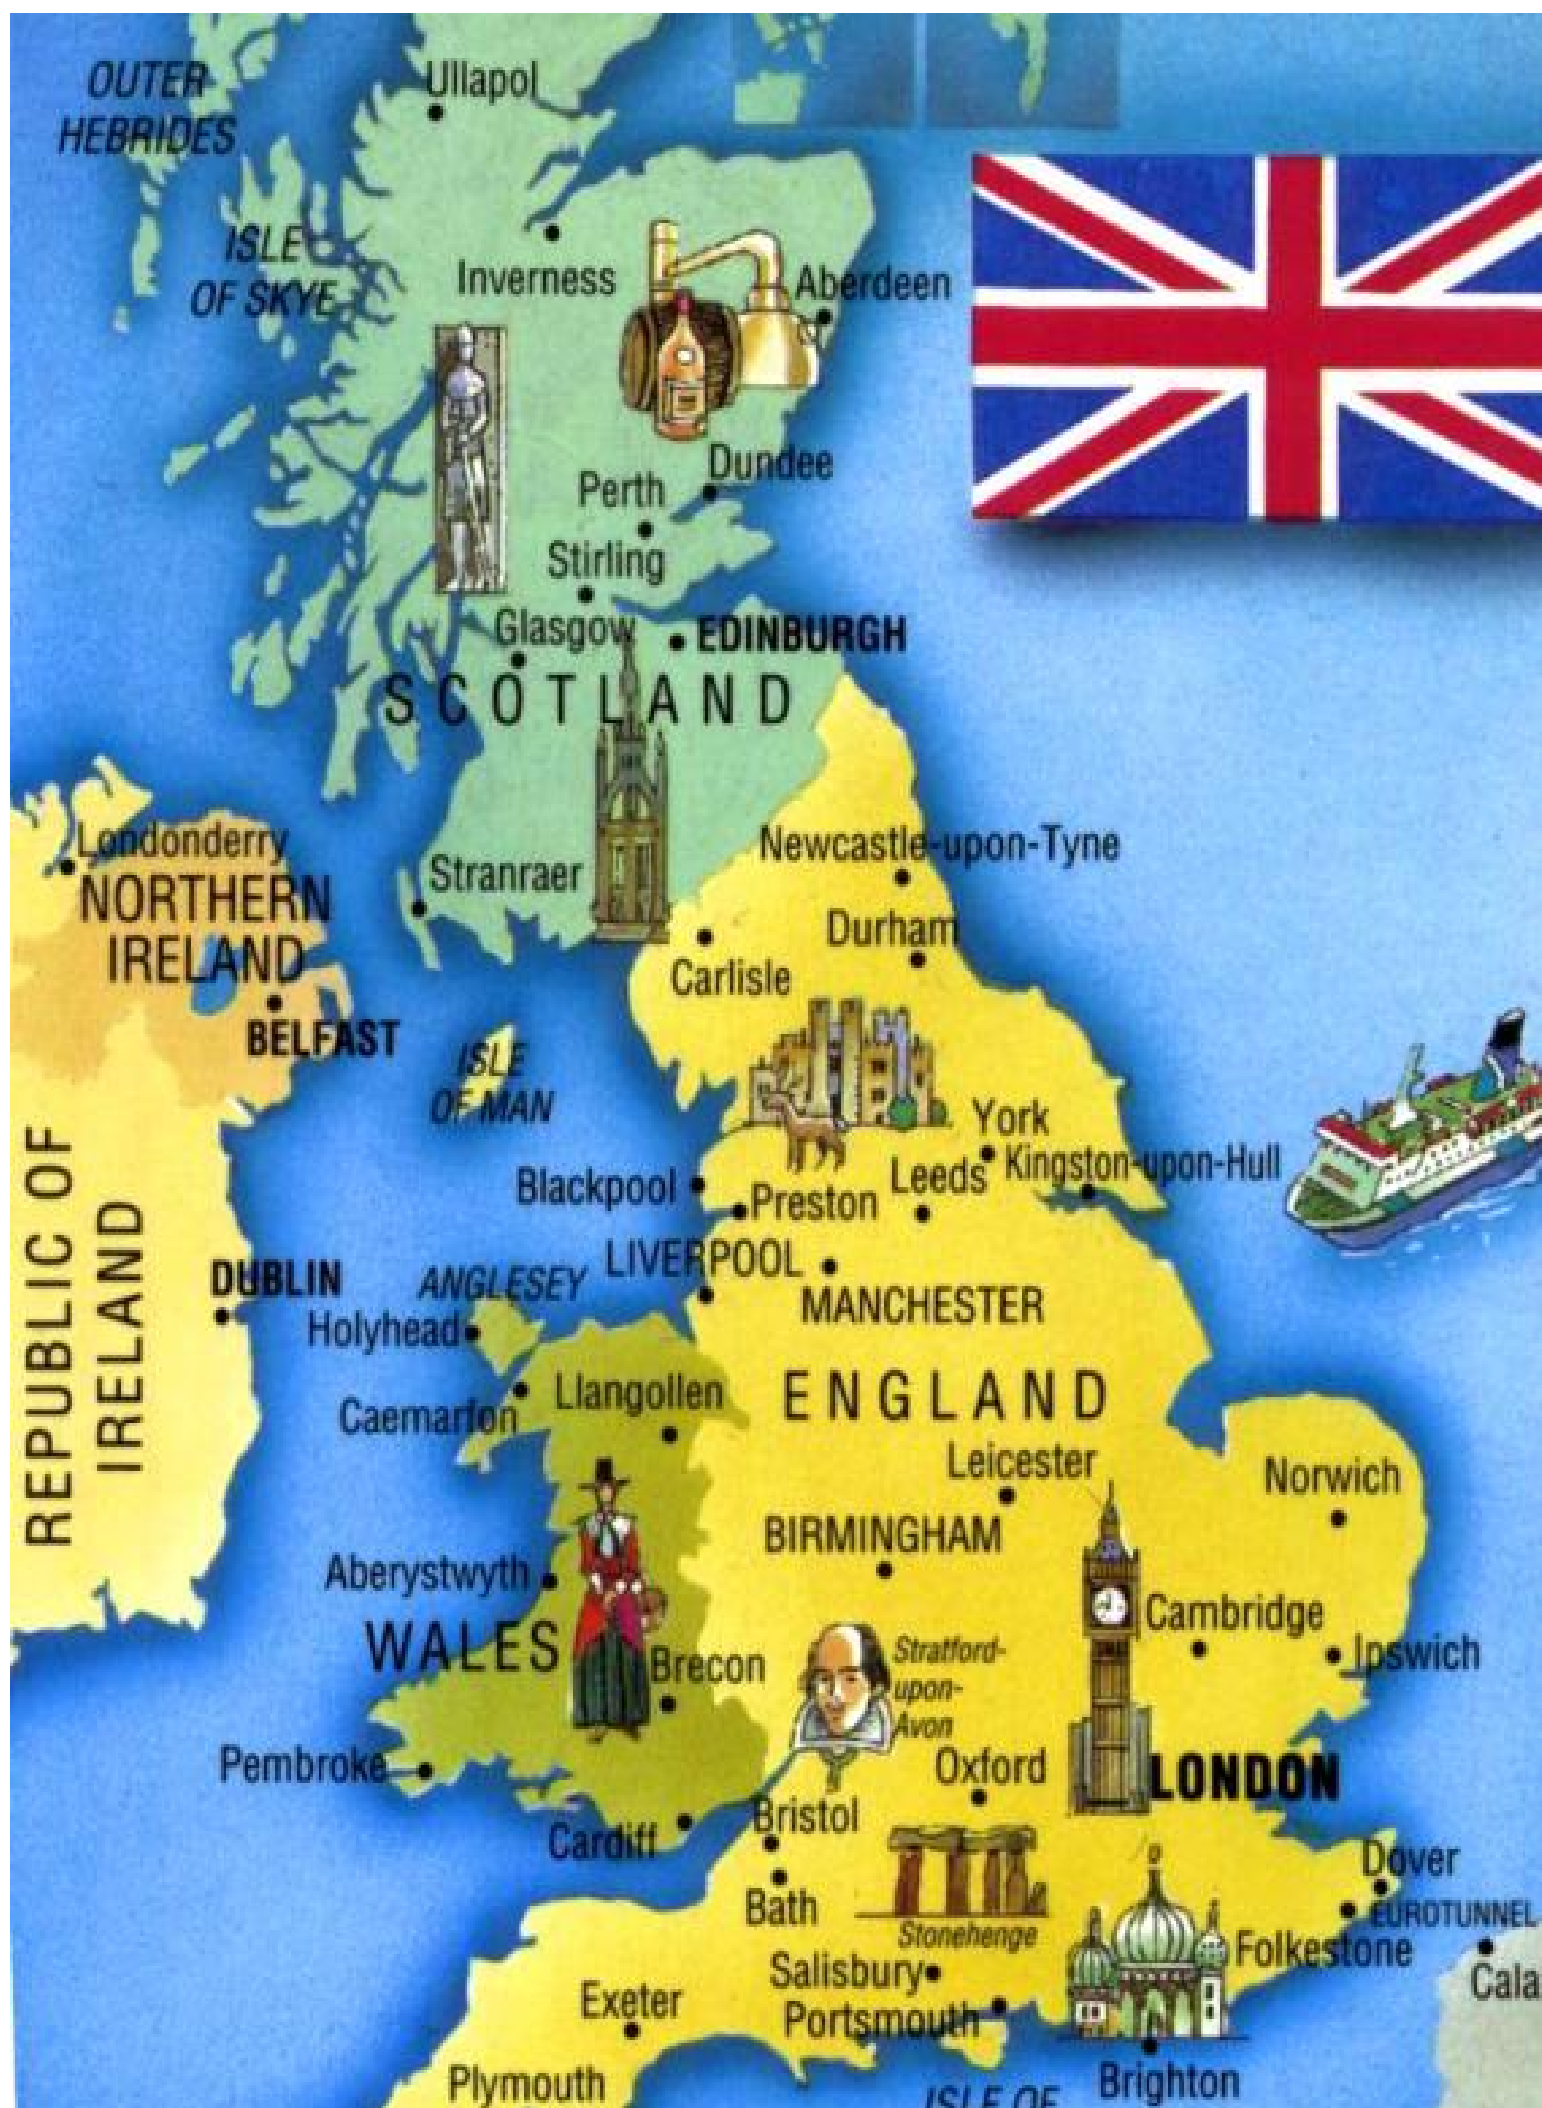 OUTER
HEBRIDES
Ullapol
ISLE
OF SKYE
Inverness
Aberdeen
Dundee
Perth
Stirling
Glasgow
EDINBURGH
SCOTLAND
Londonderry
NORTHERN
IRELAND
BELFAST
Stranraer
Newcastle-upon-Tyne
Durham
Carlisle
ISLE
OF MAN
York
Kingston-upon-Hull
Leeds
Blackpool
Preston
LIVERPOOL
MANCHESTER
REPUBLIC OF
IRELAND
DUBLIN
ANGLESEY
Holyhead
Caernarfon
Llangollen
ENGLAND
Leicester
Norwich
BIRMINGHAM
Aberystwyth
WALES
Brecon
Stratford-
upon-
Avon
Cambridge
Ipswich
Pembroke
Oxford
LONDON
Cardiff
Bristol
Bath
Stonehenge
Dover
EUROTUNNEL
Folkestone
Cala
Salisbury
Portsmouth
Exeter
Plymouth
Brighton
ISLE OF